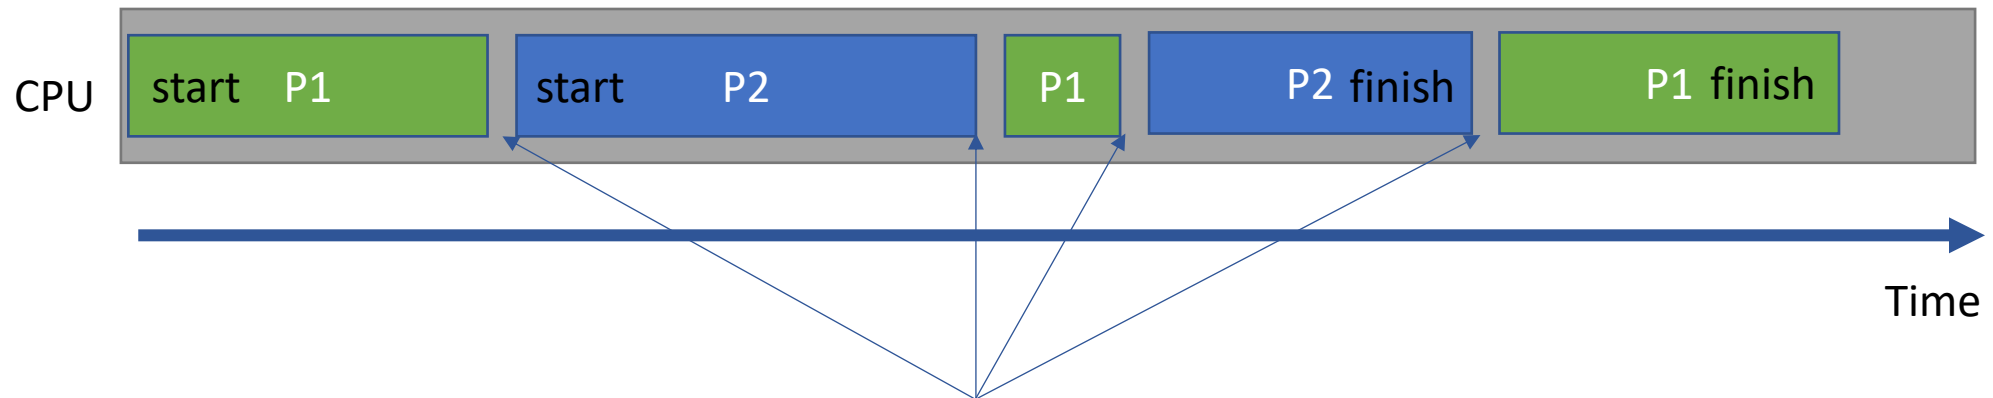 CPU
start P1
start P2
P1
P2 finish
P1 finish
Time